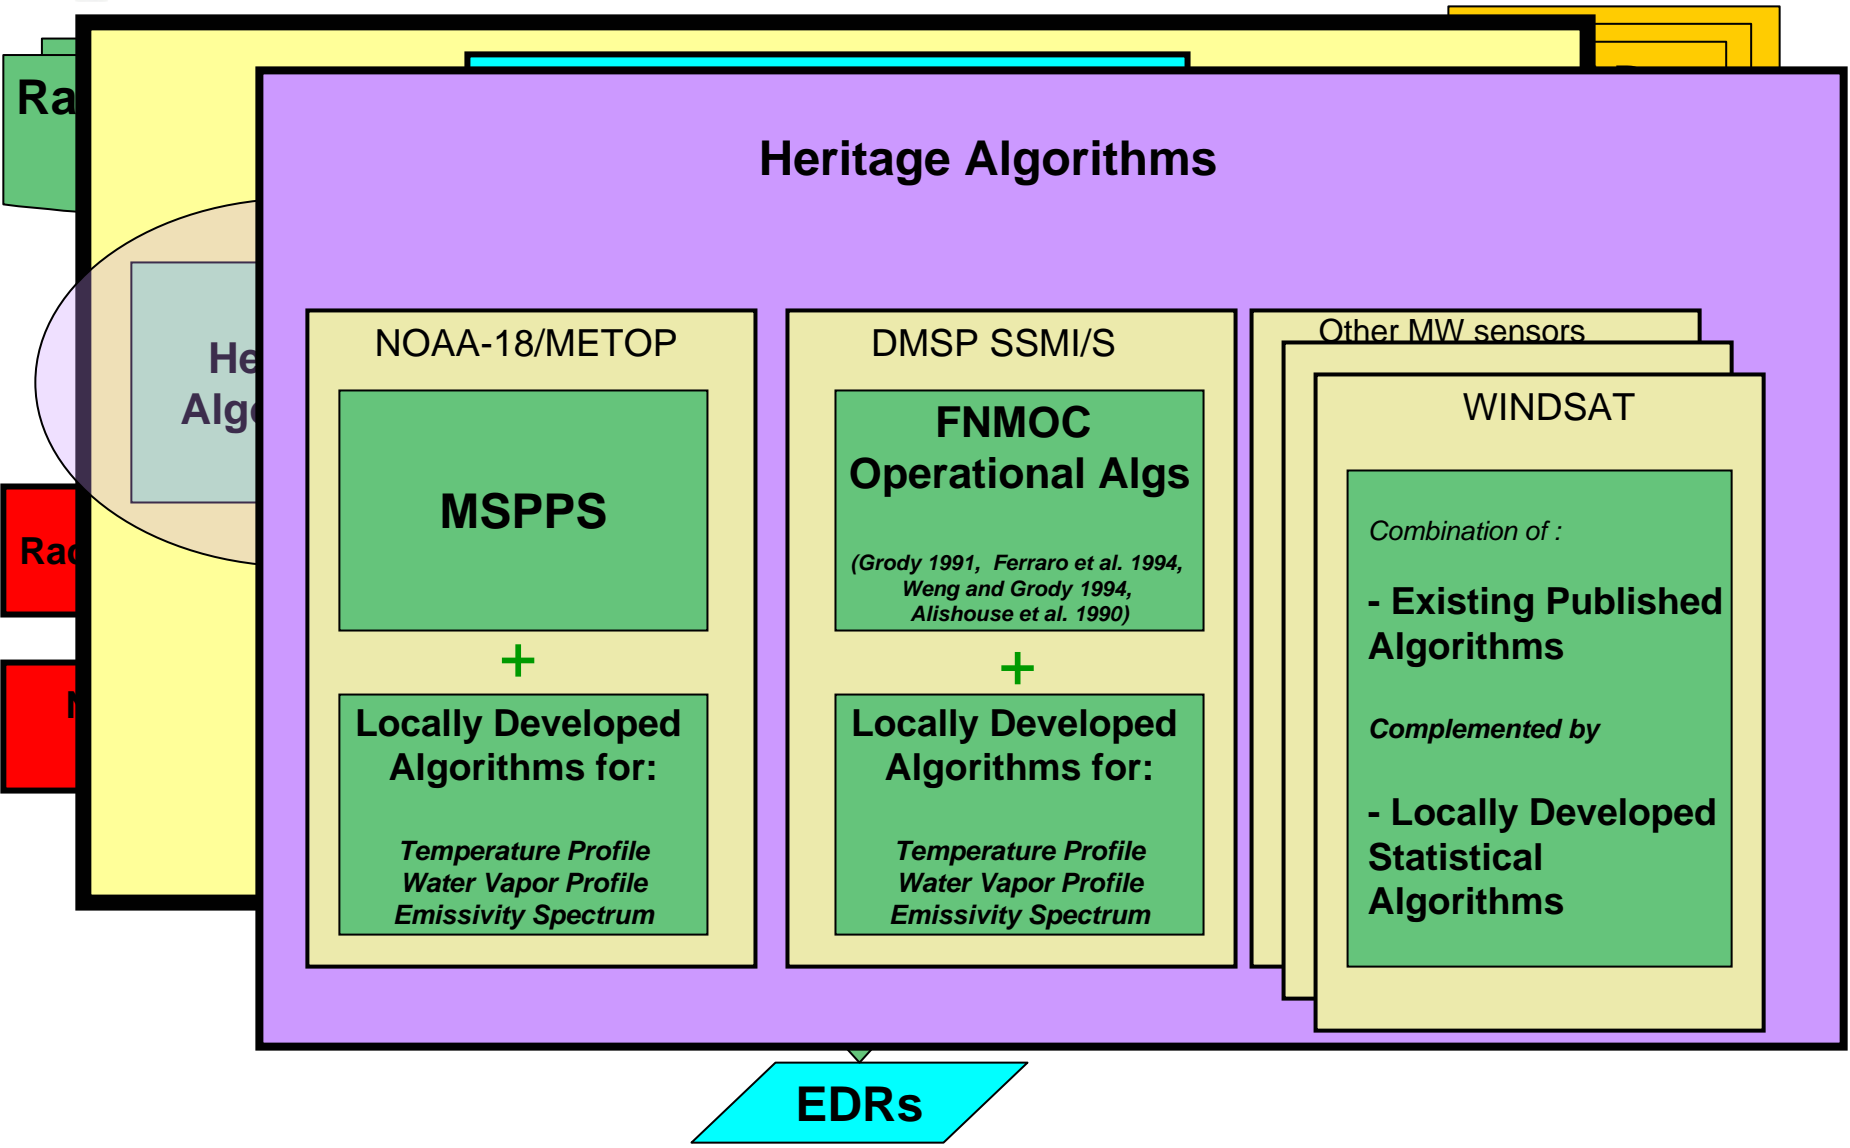 Heritage Algorithms
NOAA-18/METOP
MSPPS
+
Locally Developed
Algorithms for:
Temperature Profile
Water Vapor Profile
Emissivity Spectrum
DMSP SSMI/S
FNMOC
Operational Algs
(Grody 1991, Ferraro et al. 1994,
Weng and Grody 1994,
Alishouse et al. 1990)
+
Locally Developed
Algorithms for:
Temperature Profile
Water Vapor Profile
Emissivity Spectrum
Other MW sensors
WINDSAT
Combination of :
- Existing Published
Algorithms
Complemented by
- Locally Developed
Statistical
Algorithms
EDRs